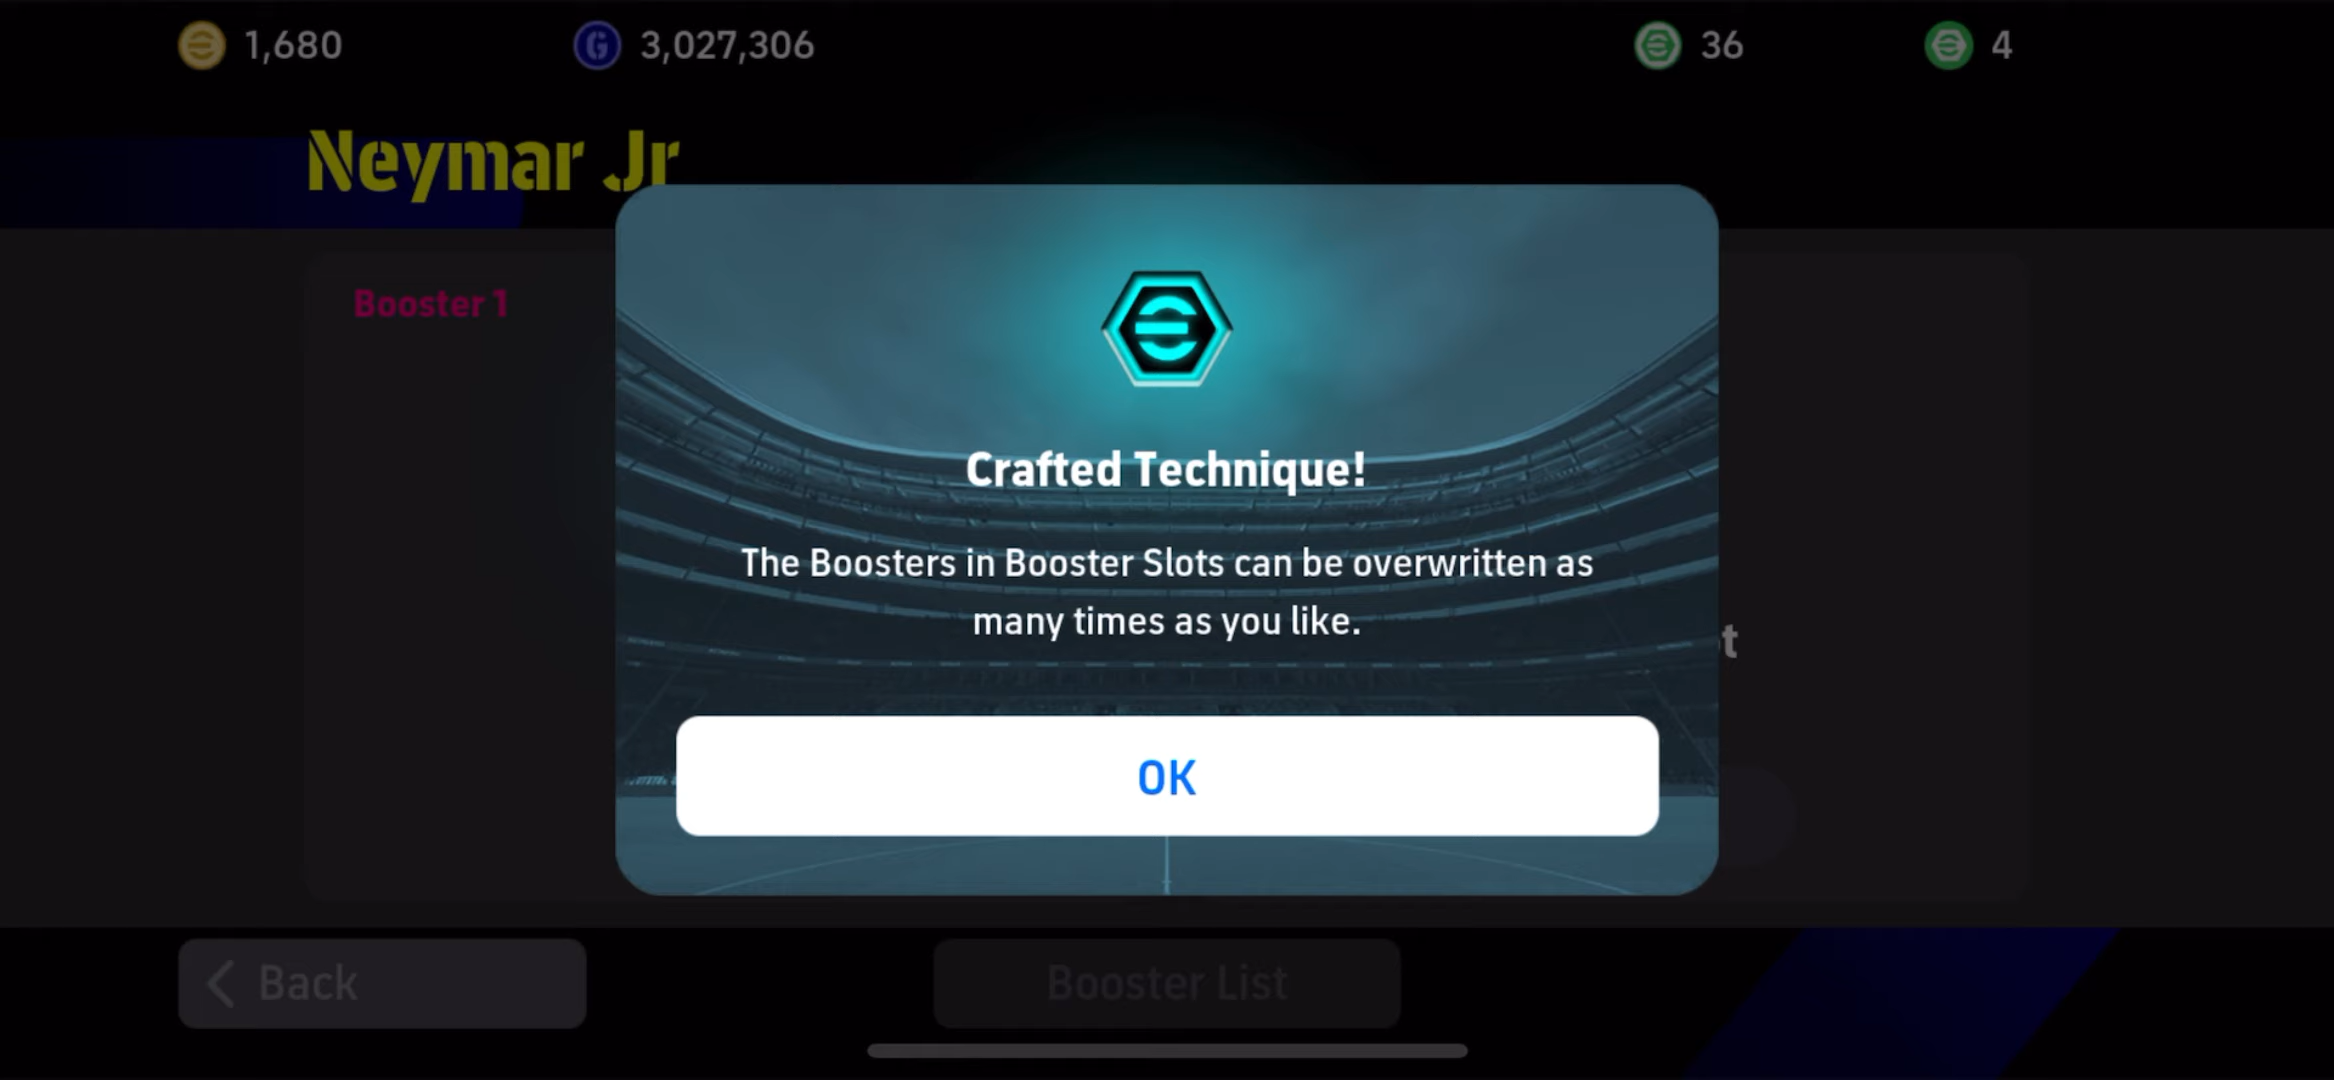 1,680
3,027,306
36
4
Neymar Jr
Booster 1
Crafted Technique!
The Boosters in Booster Slots can be overwritten as
many times as you like.
OK
Back
Booster List